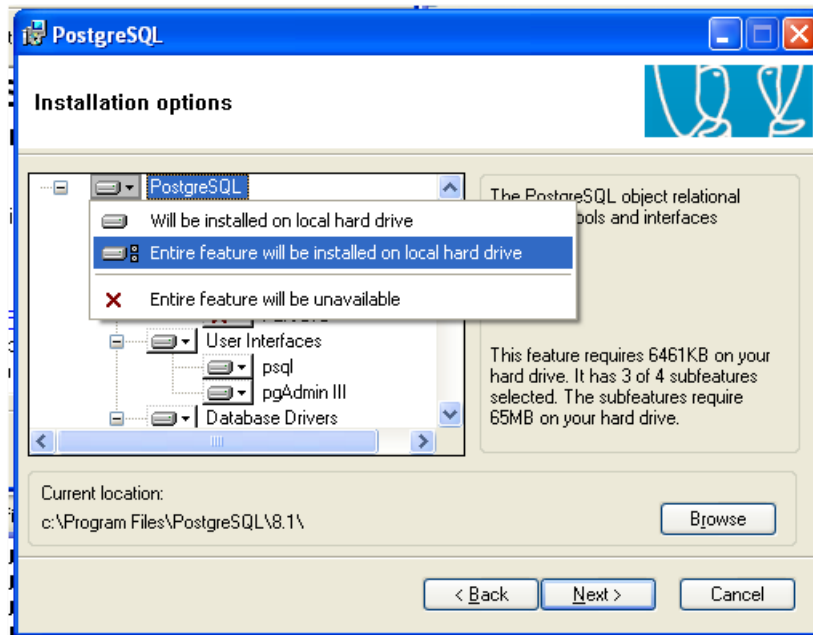 PostgreSQL
Installation options
PostgreSQL
Will be installed on local hard drive
Entire feature will be installed on local hard drive
Entire feature will be unavailable
User Interfaces
psql
pgAdmin III
Database Drivers
The PostgreSQL object relational
and interfaces
This feature requires 6461KB on your
hard drive. It has 3 of 4 subfeatures
selected. The subfeatures require
65MB on your hard drive.
Current location:
c:\Program Files\PostgreSQL\8.1\
Browse
< Back
Next >
Cancel